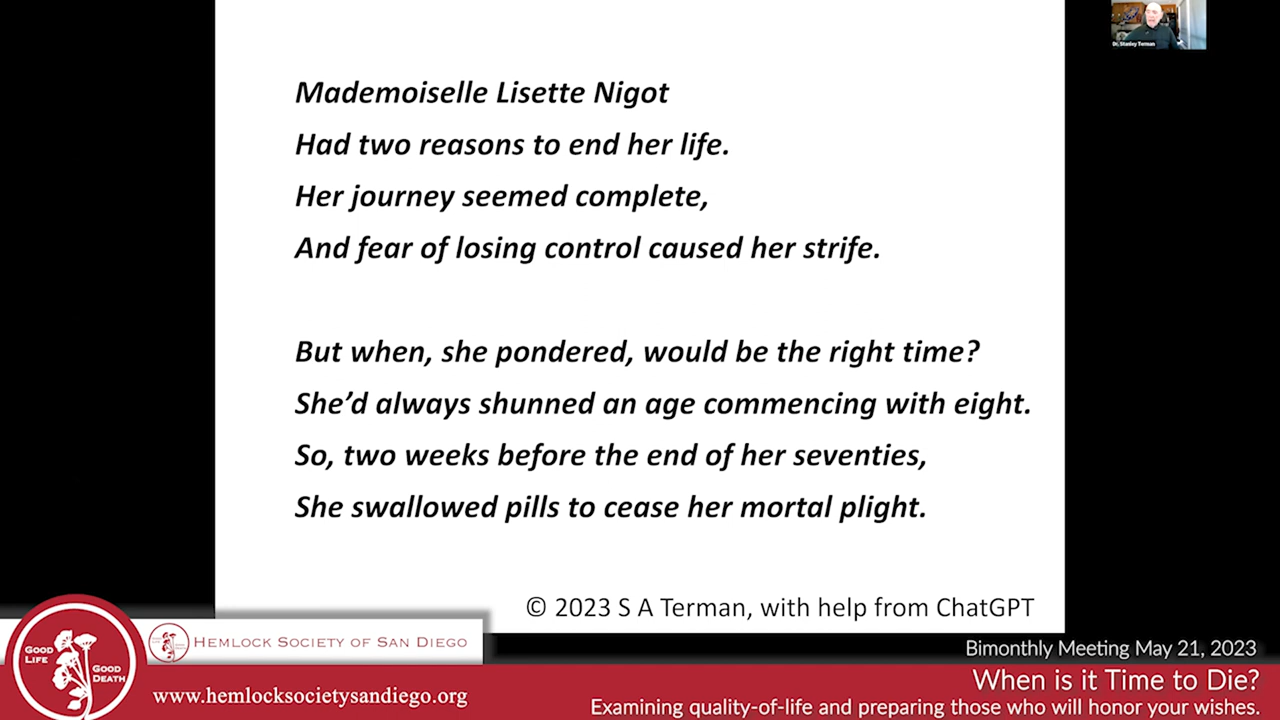 Dr. Stanley Terman
Mademoiselle Lisette Nigot
Had two reasons to end her life.
Her journey seemed complete,
And fear of losing control caused her strife.
But when, she pondered, would be the right time?
She’d always shunned an age commencing with eight.
So, two weeks before the end of her seventies,
She swallowed pills to cease her mortal plight.
© 2023 S A Terman, with help from ChatGPT
GOOD
LIFE
GOOD
DEATH
HEMLOCK SOCIETY OF SAN DIEGO
www.hemlocksocietysandiego.org
Bimonthly Meeting May 21, 2023
When is it Time to Die?
Examining quality-of-life and preparing those who will honor your wishes.